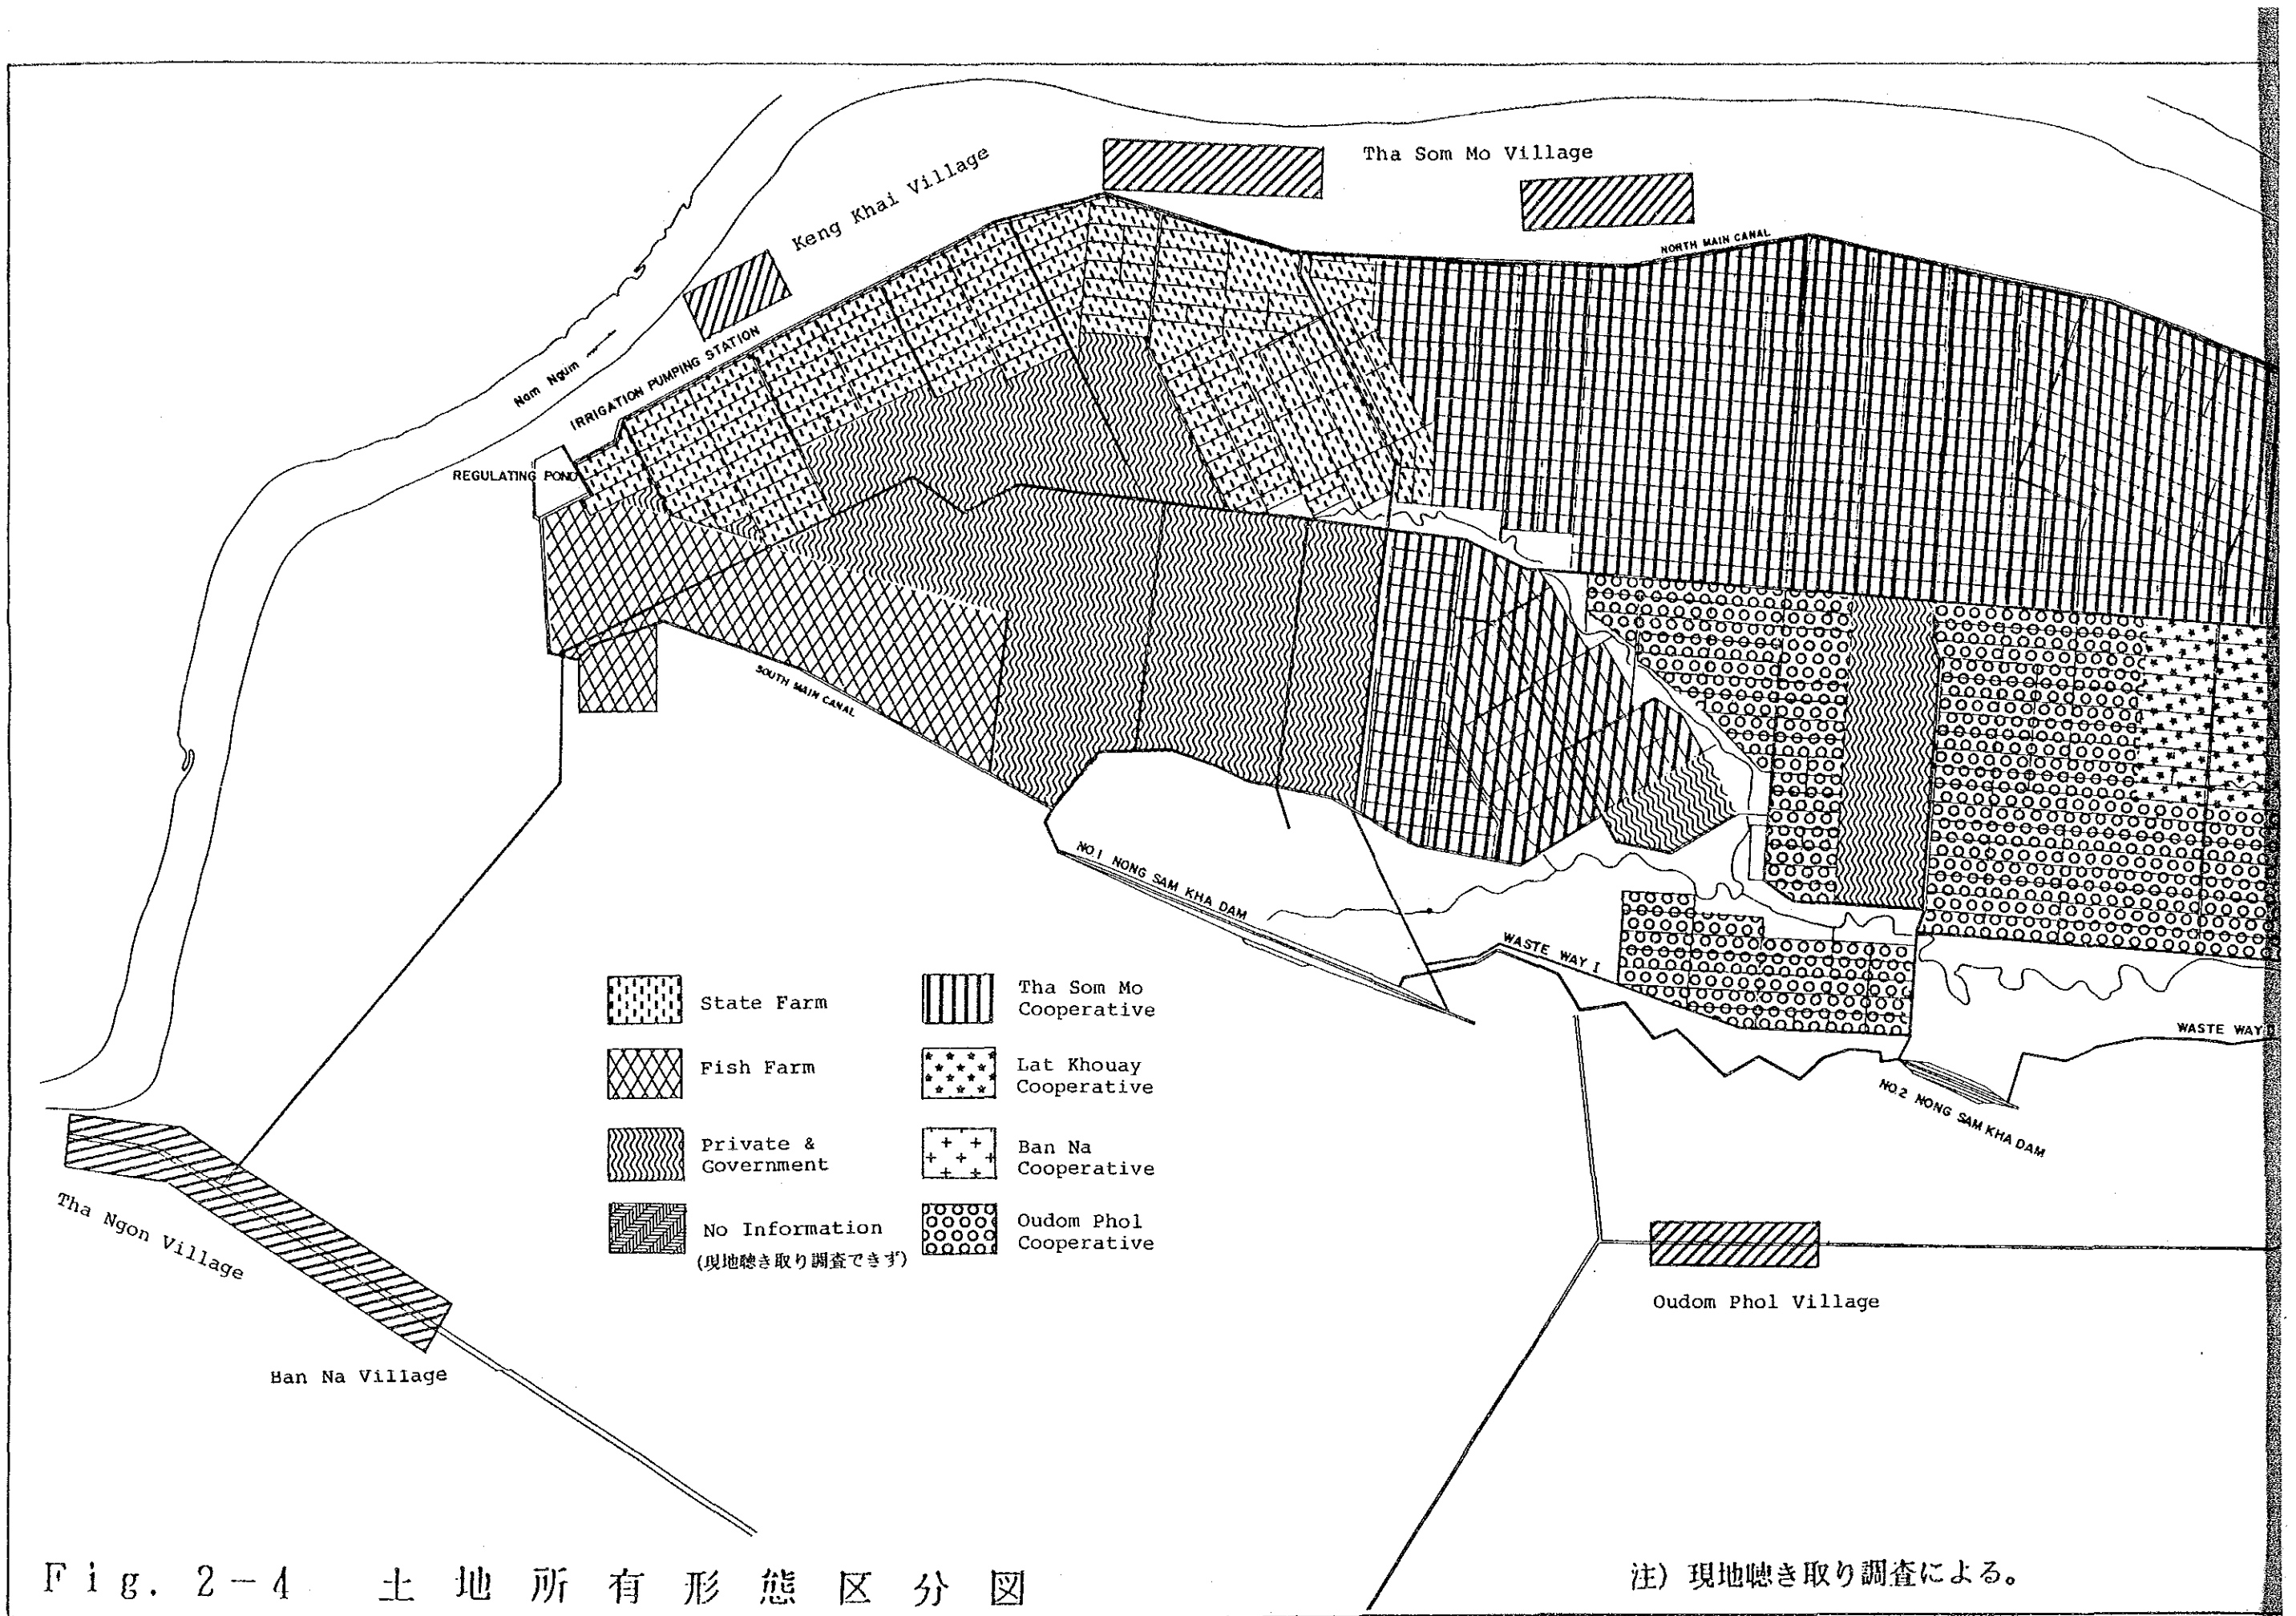 Tha Som Mo Village
Keng Khai Village
NORTH MAIN CANAL
Nam Ngum
IRRIGATION PUMPING STATION
REGULATING POND
SOUTH MAIN CANAL
NO.1 NONG SAM KHA DAM
WASTE WAY I
WASTE WAY
NO.2 NONG SAM KHA DAM
State Farm
Fish Farm
Private &
Government
No Information
(現地聴き取り調査できず)
Tha Som Mo
Cooperative
Lat Khouay
Cooperative
Ban Na
Cooperative
Oudom Phol
Cooperative
Tha Ngon Village
Ban Na Village
Oudom Phol Village
Fig. 2-4 土地所有形態区分図
注) 現地聴き取り調査による。